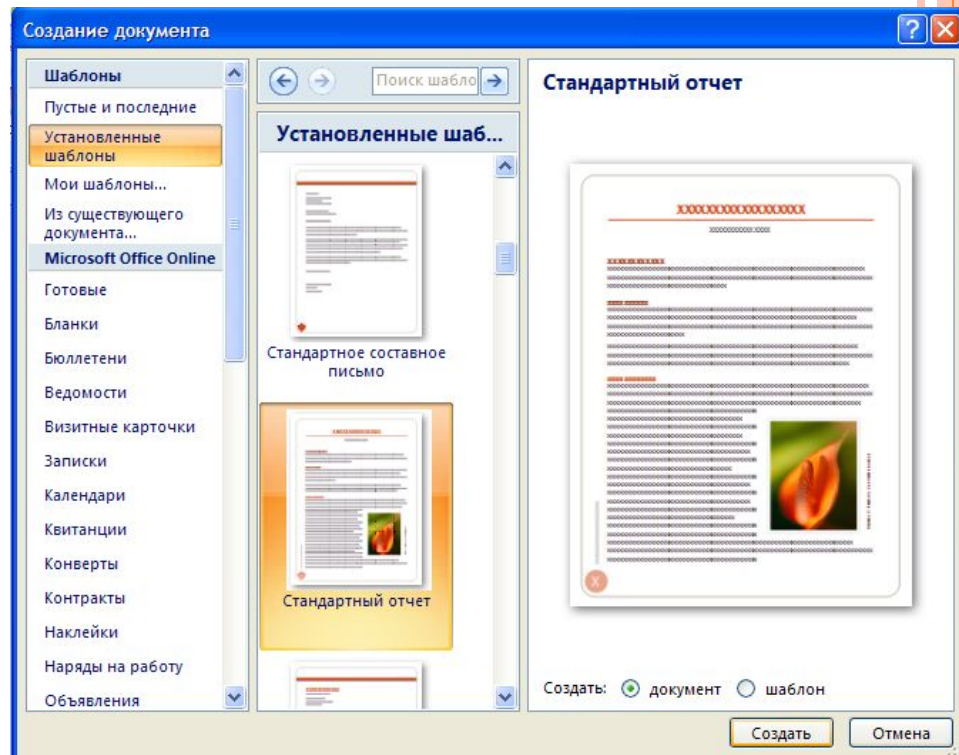 Создание документа
Шаблоны
Пустые и последние
Установленные
шаблоны
Мои шаблоны...
Из существующего
документа...
Microsoft Office Online
Готовые
Бланки
Бюллетени
Ведомости
Визитные карточки
Записки
Календари
Квитанции
Конверты
Контракты
Наклейки
Наряды на работу
Объявления
Поиск шабло
Установленные шаб...
Стандартное составное
письмо
Стандартный отчет
Стандартный отчет
Создать: документ шаблон
Создать Отмена